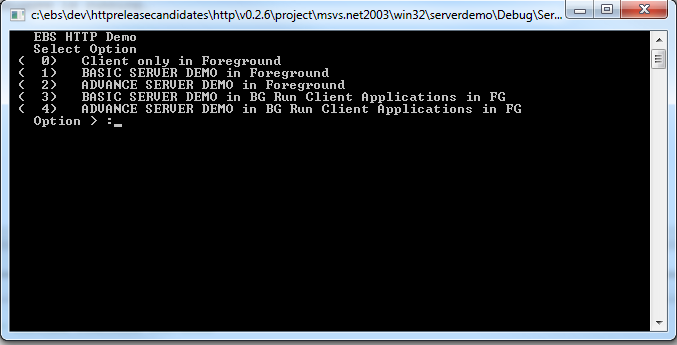 c:\ebs\dev\httpreleasecandidates\http\v0.2.6\project\msvs.net2003\win32\serverdemo\Debug\Ser...
EBS HTTP Demo
Select Option
( 0) Client only in Foreground
( 1) BASIC SERVER DEMO in Foreground
( 2) ADVANCE SERVER DEMO in Foreground
( 3) BASIC SERVER DEMO in BG Run Client Applications in FG
( 4) ADVANCE SERVER DEMO in BG Run Client Applications in FG
Option > :_